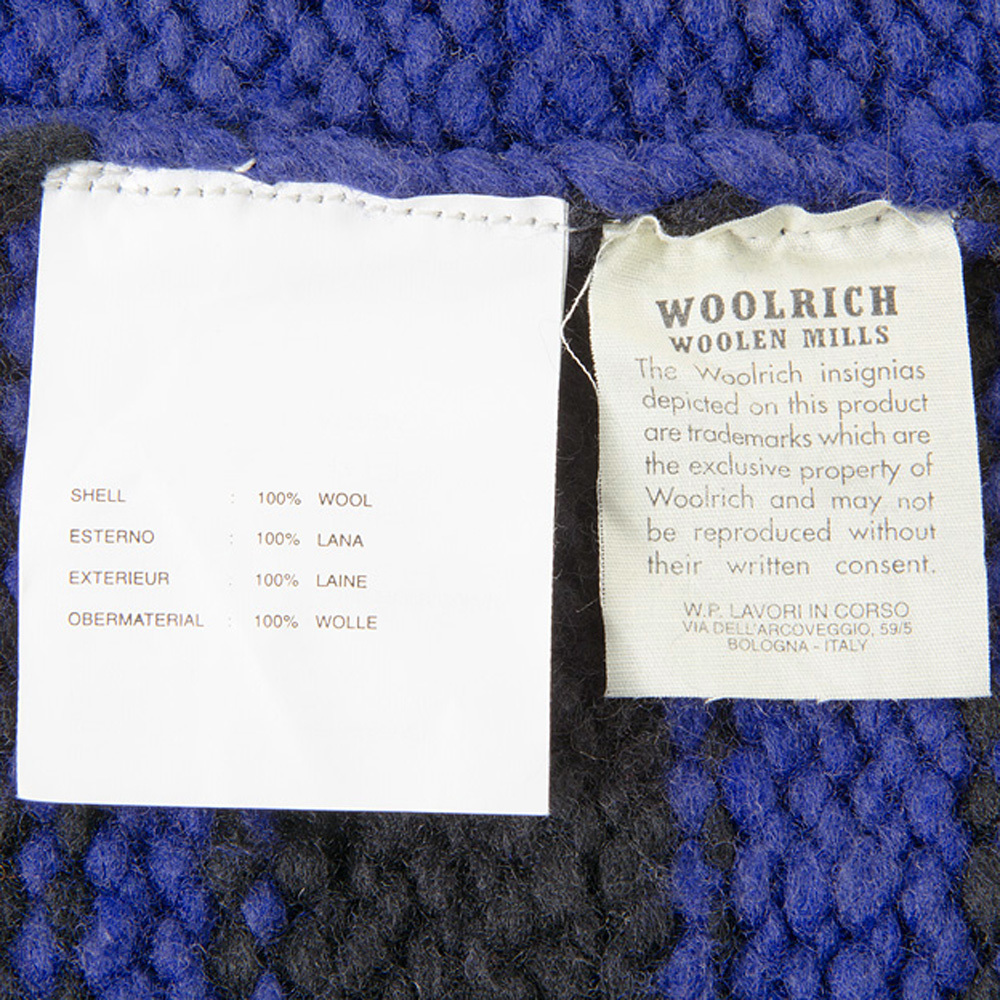 SHELL : 100% WOOL
ESTERNO : 100% LANA
EXTERIEUR : 100% LAINE
OBERMATERIAL : 100% WOLLE
WOOLRICH
WOOLEN MILLS
The Woolrich insignias
depicted on this product
are trademarks which are
the exclusive property of
Woolrich and may not
be reproduced without
their written consent.
W.P. LAVORI IN CORSO
VIA DELL'ARCOVEGGIO, 59/5
BOLOGNA - ITALY